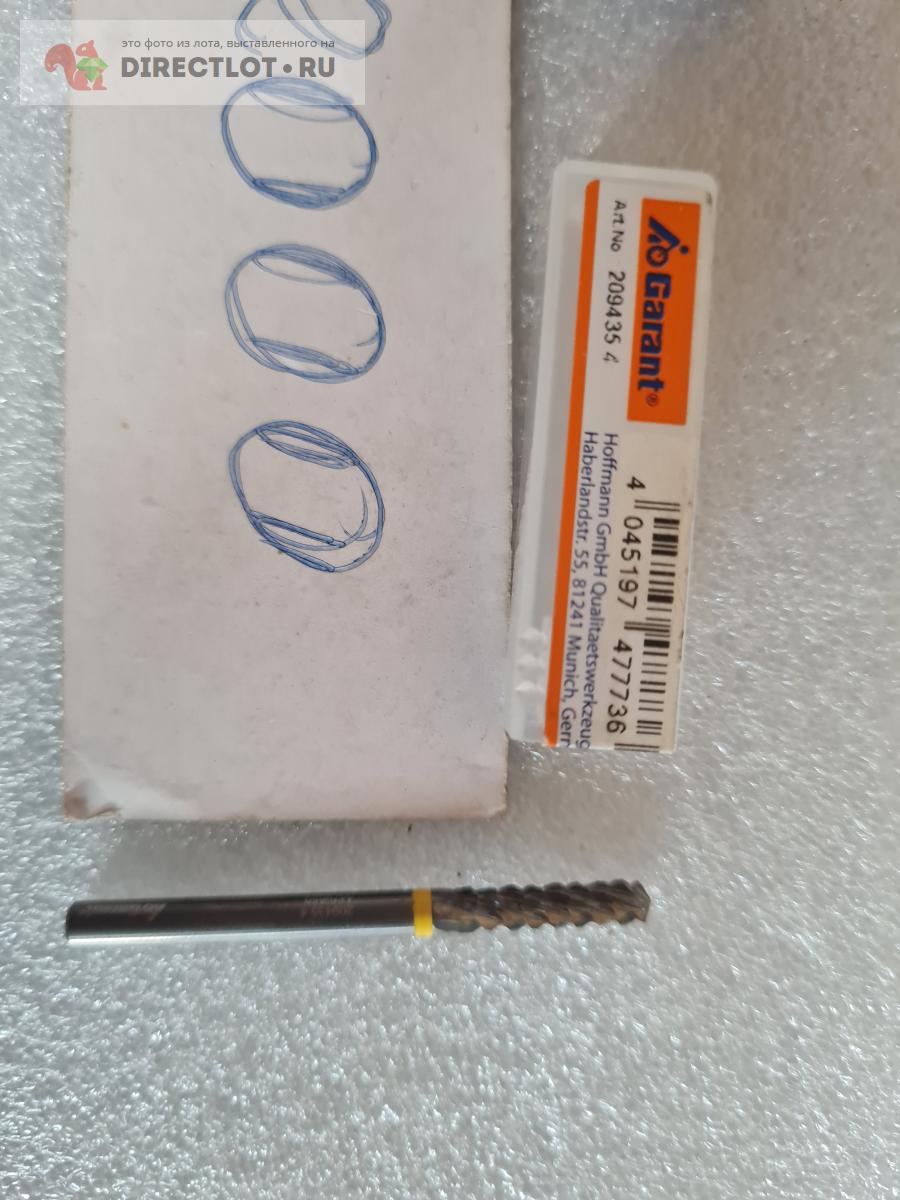 это фото из лота, выставленного на
DIRECTLOT.RU
0000
Garant®
Art.No 209435 4
4 045197 477736
Hoffmann GmbH Qualitaetswerkzeug
Haberlandstr. 55, 81241 Munich, Germ